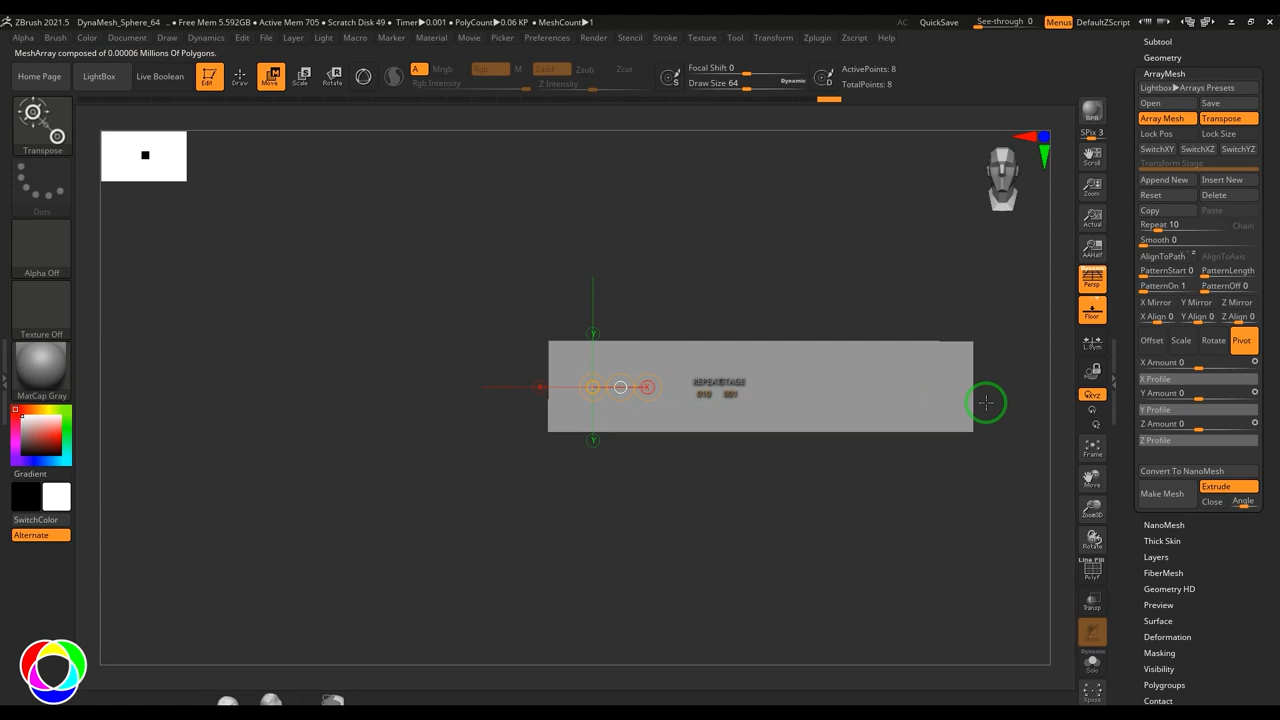 ZBrush 2021.5 DynaMesh_Sphere_64 • Free Mem 5.592GB • Active Mem 705 • Scratch Disk 49 • Timer▶0.001 • PolyCount▶0.06 KP • MeshCount▶1 AC QuickSave See-through 0 Menus DefaultZScript
Alpha Brush Color Document Draw Dynamics Edit File Layer Light Macro Marker Material Movie Picker Preferences Render Stencil Stroke Texture Tool Transform Zplugin Zscript Help
MeshArray composed of 0.00006 Millions Of Polygons.
Home Page LightBox Live Boolean Edit Draw Move Scale Rotate A Mrgb Rgb M Zadd Zsub Zcut
Rgb Intensity Z Intensity
Focal Shift 0
Draw Size 64 Dynamic
S D
ActivePoints: 8
TotalPoints: 8
Transpose
Dots
Alpha Off
Texture Off
MatCap Gray
Gradient
SwitchColor
Alternate
Y
X X
Y
BPR
SPix 3
Scroll
Zoom
Actual
AAHalf
Persp
Floor
L.Sym
XYZ
Frame
Move
Zoom3D
Rotate
Line Fill
PolyF
Transp
Dynamic
Solo
Xpose
Subtool
Geometry
ArrayMesh
Lightbox▶Arrays Presets
Open Save
Array Mesh Transpose
Lock Pos Lock Size
SwitchXY SwitchXZ SwitchYZ
Transform Stage
Append New Insert New
Reset Delete
Copy Paste
Repeat 10 Chain
Smooth 0
AlignToPath AlignToAxis
PatternStart 0 PatternLength
PatternOn 1 PatternOff 0
X Mirror Y Mirror Z Mirror
X Align 0 Y Align 0 Z Align 0
Offset Scale Rotate Pivot
X Amount 0
X Profile
Y Amount 0
Y Profile
Z Amount 0
Z Profile
Convert To NanoMesh
Make Mesh Extrude
Close Angle
NanoMesh
Thick Skin
Layers
FiberMesh
Geometry HD
Preview
Surface
Deformation
Masking
Visibility
Polygroups
Contact